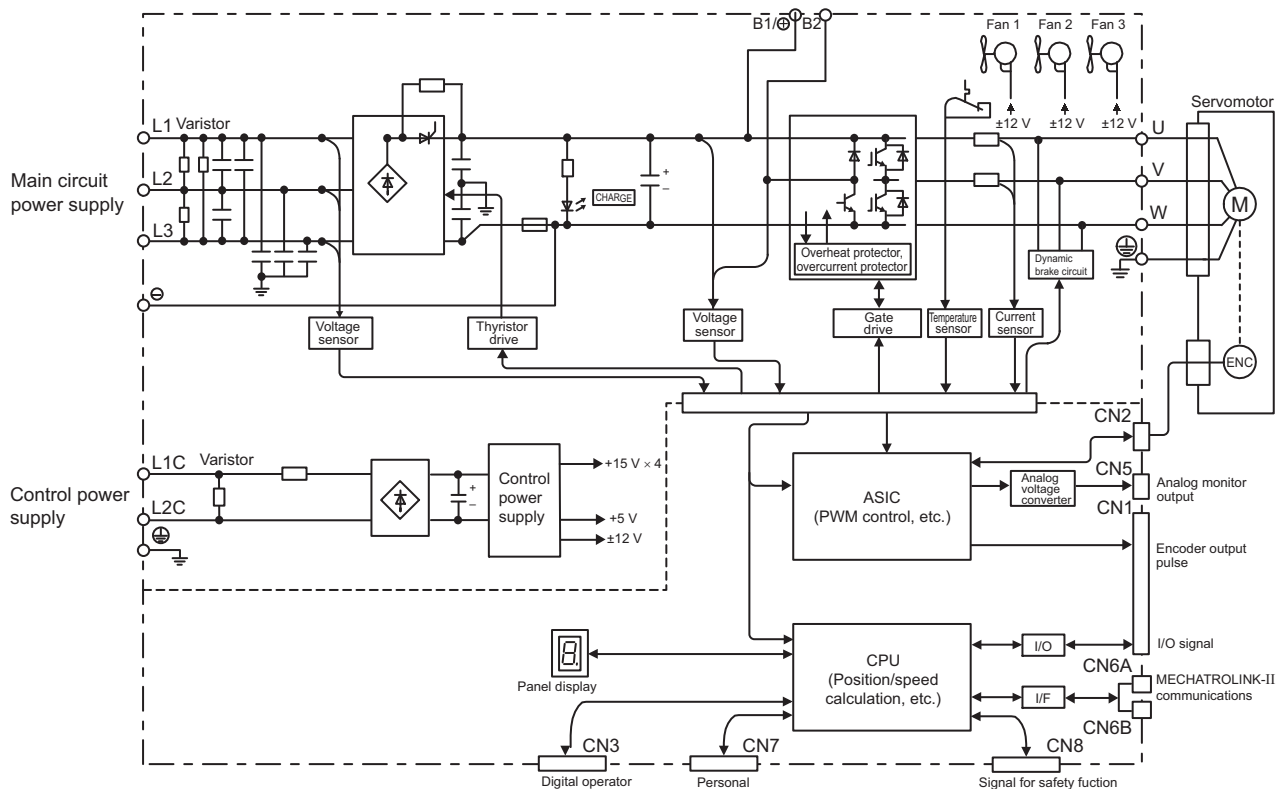 B1/⊕ B2
Fan 1 Fan 2 Fan 3
±12 V ±12 V ±12 V
Servomotor
L1 Varistor
U
Main circuit
power supply
L2
CHARGE
+
–
V
M
L3
W
Overheat protector,
overcurrent protector
Dynamic
brake circuit
⊖
Voltage
sensor
Thyristor
drive
Voltage
sensor
Gate
drive
Temperature
sensor
Current
sensor
ENC
CN2
L1C Varistor
Control power
supply
L2C
+
–
Control
power
supply
+15 V × 4
+5 V
±12 V
ASIC
(PWM control, etc.)
Analog
voltage
converter
CN5
Analog monitor
output
CN1
Encoder output
pulse
8.
Panel display
CPU
(Position/speed
calculation, etc.)
I/O
I/O signal
CN6A
I/F
MECHATROLINK-II
communications
CN6B
CN3
Digital operator
CN7
Personal
CN8
Signal for safety fuction